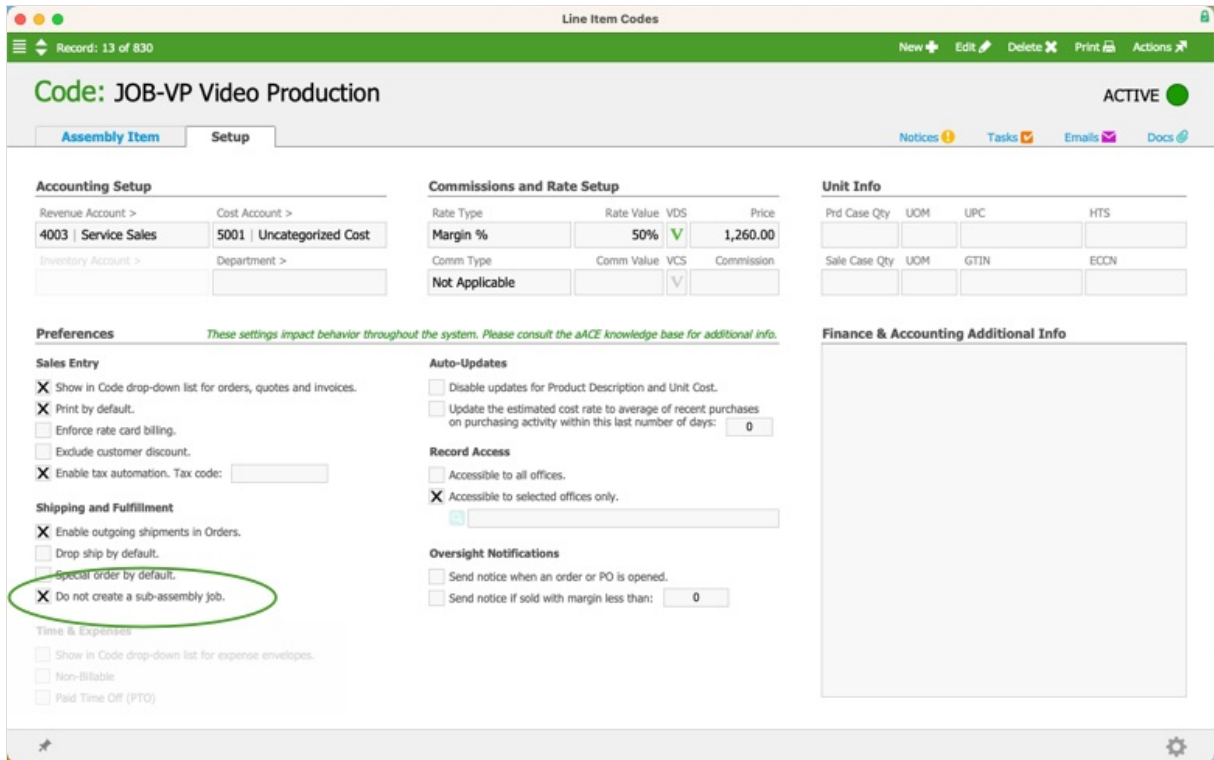 Line Item Codes
Record: 13 of 830 New Edit Delete Print Actions
Code: JOB-VP Video Production
ACTIVE
Assembly Item Setup Notices Tasks Emails Docs
Accounting Setup
Revenue Account > Cost Account >
4003 | Service Sales 5001 | Uncategorized Cost
Inventory Account > Department >
Commissions and Rate Setup
Rate Type Rate Value VDS Price
Margin % 50% V 1,260.00
Comm Type Comm Value VCS Commission
Not Applicable V
Unit Info
Prd Case Qty UOM UPC HTS
Sale Case Qty UOM GTIN ECCN
Preferences These settings impact behavior throughout the system. Please consult the aACE knowledge base for additional info.
Sales Entry
X Show in Code drop-down list for orders, quotes and invoices.
X Print by default.
Enforce rate card billing.
Exclude customer discount.
X Enable tax automation. Tax code:
Shipping and Fulfillment
X Enable outgoing shipments in Orders.
Drop ship by default.
Special order by default.
X Do not create a sub-assembly job.
Time & Expenses
Show in Code drop-down list for expense envelopes.
Non-Billable
Paid Time Off (PTO)
Auto-Updates
Disable updates for Product Description and Unit Cost.
Update the estimated cost rate to average of recent purchases
on purchasing activity within this last number of days: 0
Record Access
Accessible to all offices.
X Accessible to selected offices only.
Oversight Notifications
Send notice when an order or PO is opened.
Send notice if sold with margin less than: 0
Finance & Accounting Additional Info